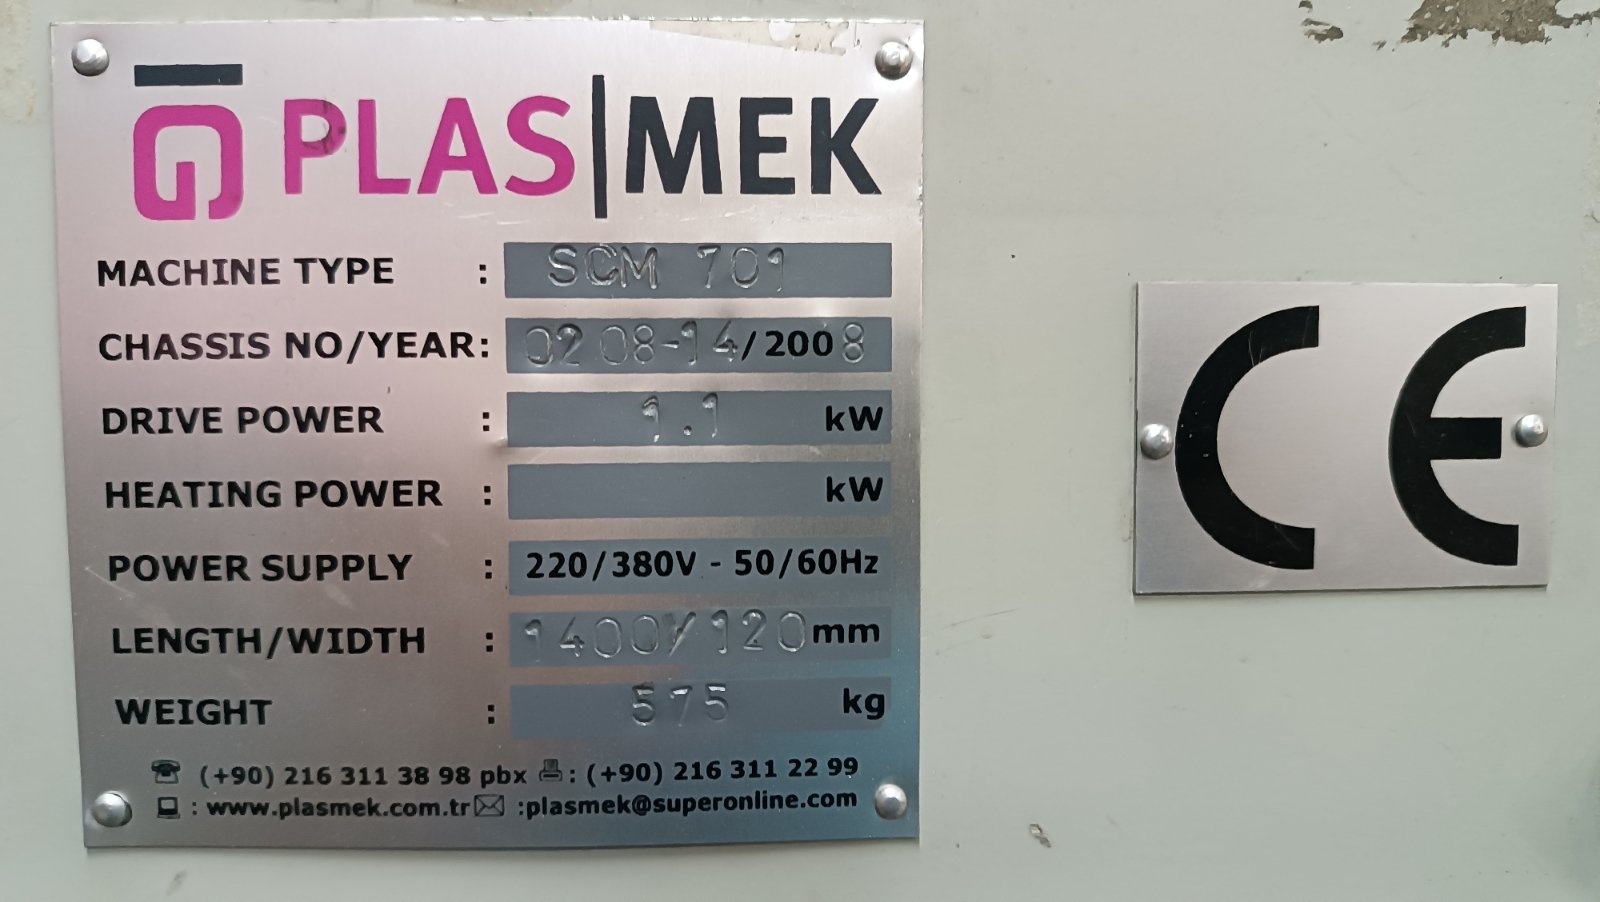 PLAS|MEK
MACHINE TYPE : SCM 701
CHASSIS NO/YEAR: 0208-14/2008
DRIVE POWER : 1.1 kW
HEATING POWER : kW
POWER SUPPLY : 220/380V - 50/60Hz
LENGTH/WIDTH : 1400/120mm
WEIGHT : 575 kg
(+90) 216 311 38 98 pbx : (+90) 216 311 22 99
: www.plasmek.com.tr :plasmek@superonline.com
CE